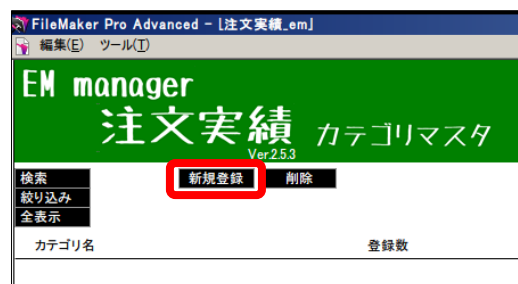 FileMaker Pro Advanced - [注文実績_em]
編集(E) ツール(T)
EM manager
注文実績 カテゴリマスタ
Ver.2.5.3
検索 新規登録 削除
絞り込み
全表示
カテゴリ名 登録数